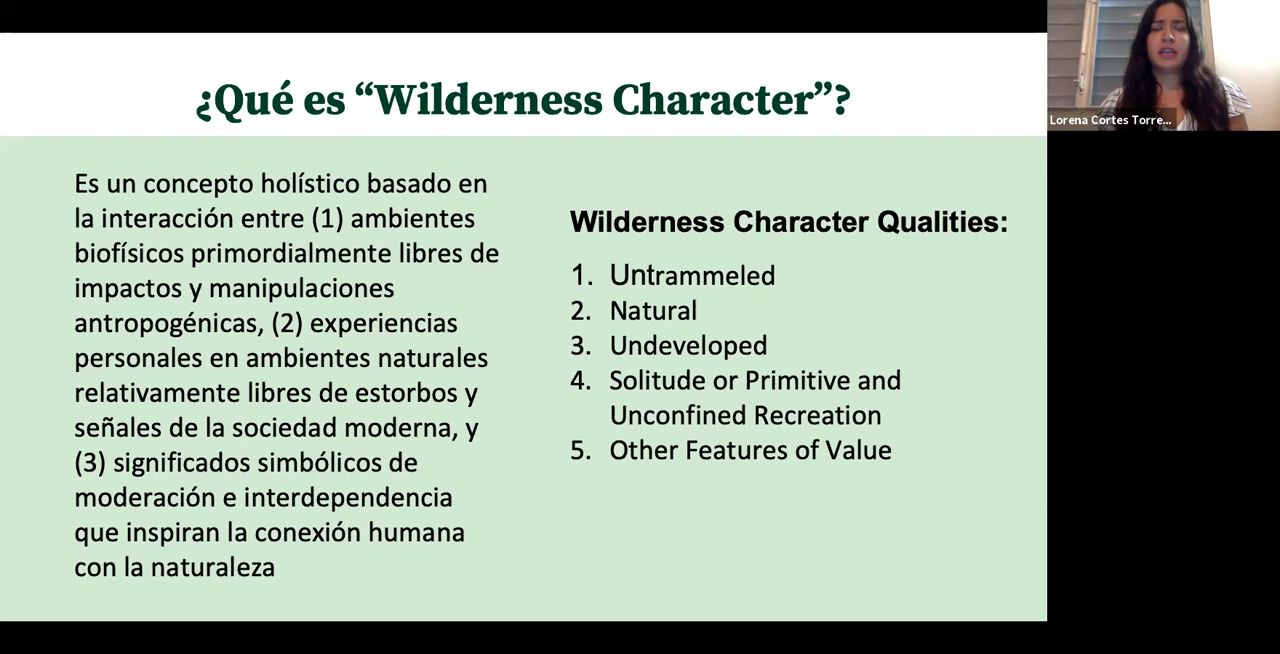 ¿Qué es “Wilderness Character”?
Es un concepto holístico basado en
la interacción entre (1) ambientes
biofísicos primordialmente libres de
impactos y manipulaciones
antropogénicas, (2) experiencias
personales en ambientes naturales
relativamente libres de estorbos y
señales de la sociedad moderna, y
(3) significados simbólicos de
moderación e interdependencia
que inspiran la conexión humana
con la naturaleza
Wilderness Character Qualities:
1. Untrammeled
2. Natural
3. Undeveloped
4. Solitude or Primitive and
Unconfined Recreation
5. Other Features of Value
Lorena Cortes Torre...